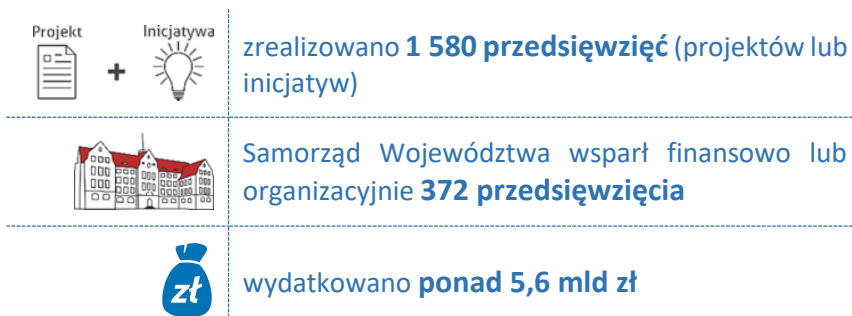 Projekt + Inicjatywa
zrealizowano 1 580 przedsięwzięć (projektów lub
inicjatyw)
Samorząd Województwa wsparł finansowo lub
organizacyjnie 372 przedsięwzięcia
zł
wydatkowano ponad 5,6 mld zł